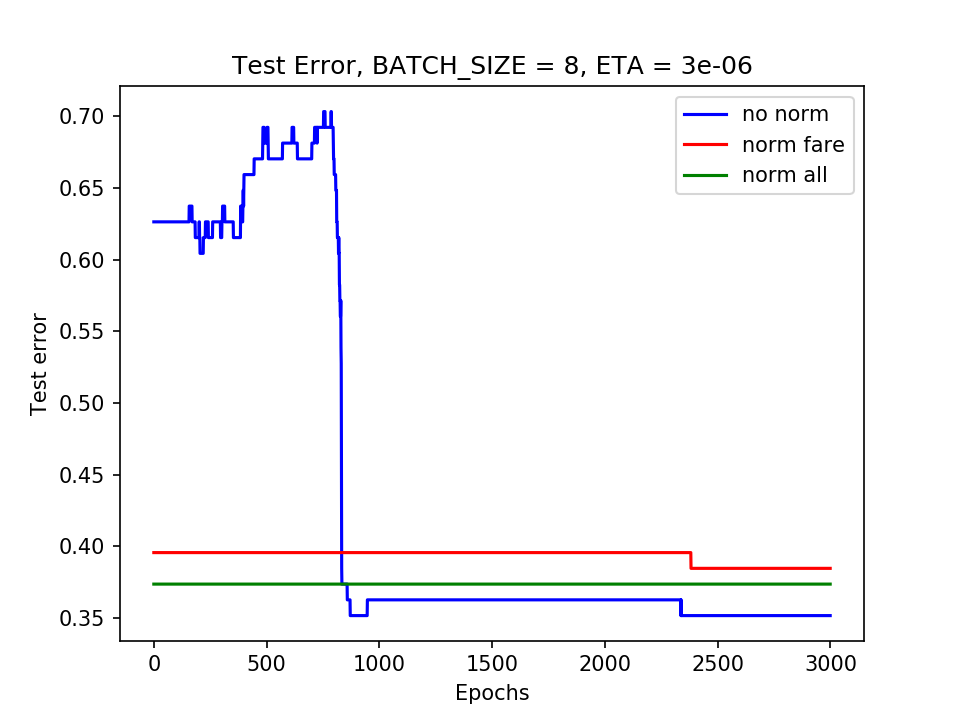 Test Error, BATCH_SIZE = 8, ETA = 3e-06
no norm
norm fare
norm all
0.70
0.65
0.60
0.55
0.50
0.45
0.40
0.35
Test error
0 500 1000 1500 2000 2500 3000
Epochs